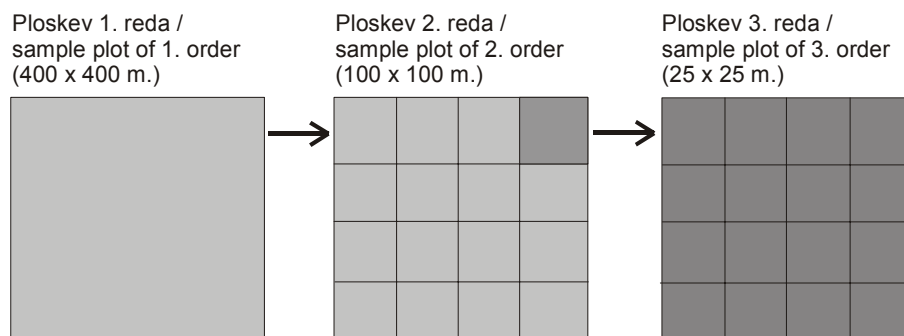 Ploskev 1. reda /
sample plot of 1. order
(400 x 400 m.)
Ploskev 2. reda /
sample plot of 2. order
(100 x 100 m.)
Ploskev 3. reda /
sample plot of 3. order
(25 x 25 m.)